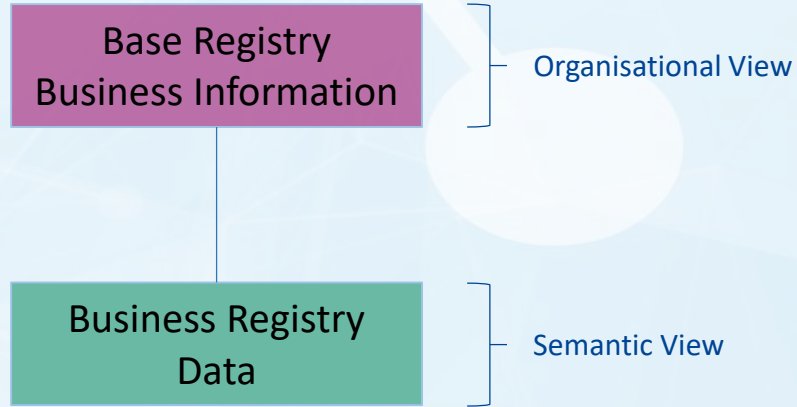 Base Registry
Business Information
Organisational View
Business Registry
Data
Semantic View